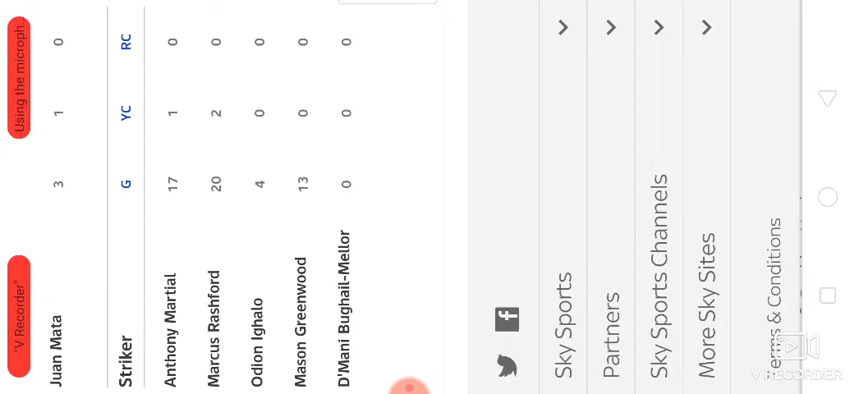 "V Recorder" Using the microph...
Juan Mata 3 1 0
Striker G YC RC
Anthony Martial 17 1 0
Marcus Rashford 20 2 0
Odion Ighalo 4 0 0
Mason Greenwood 13 0 0
D'Mani Bughail-Mellor 0 0 0
Sky Sports
Partners
Sky Sports Channels
More Sky Sites
Terms & Conditions
V RECORDER